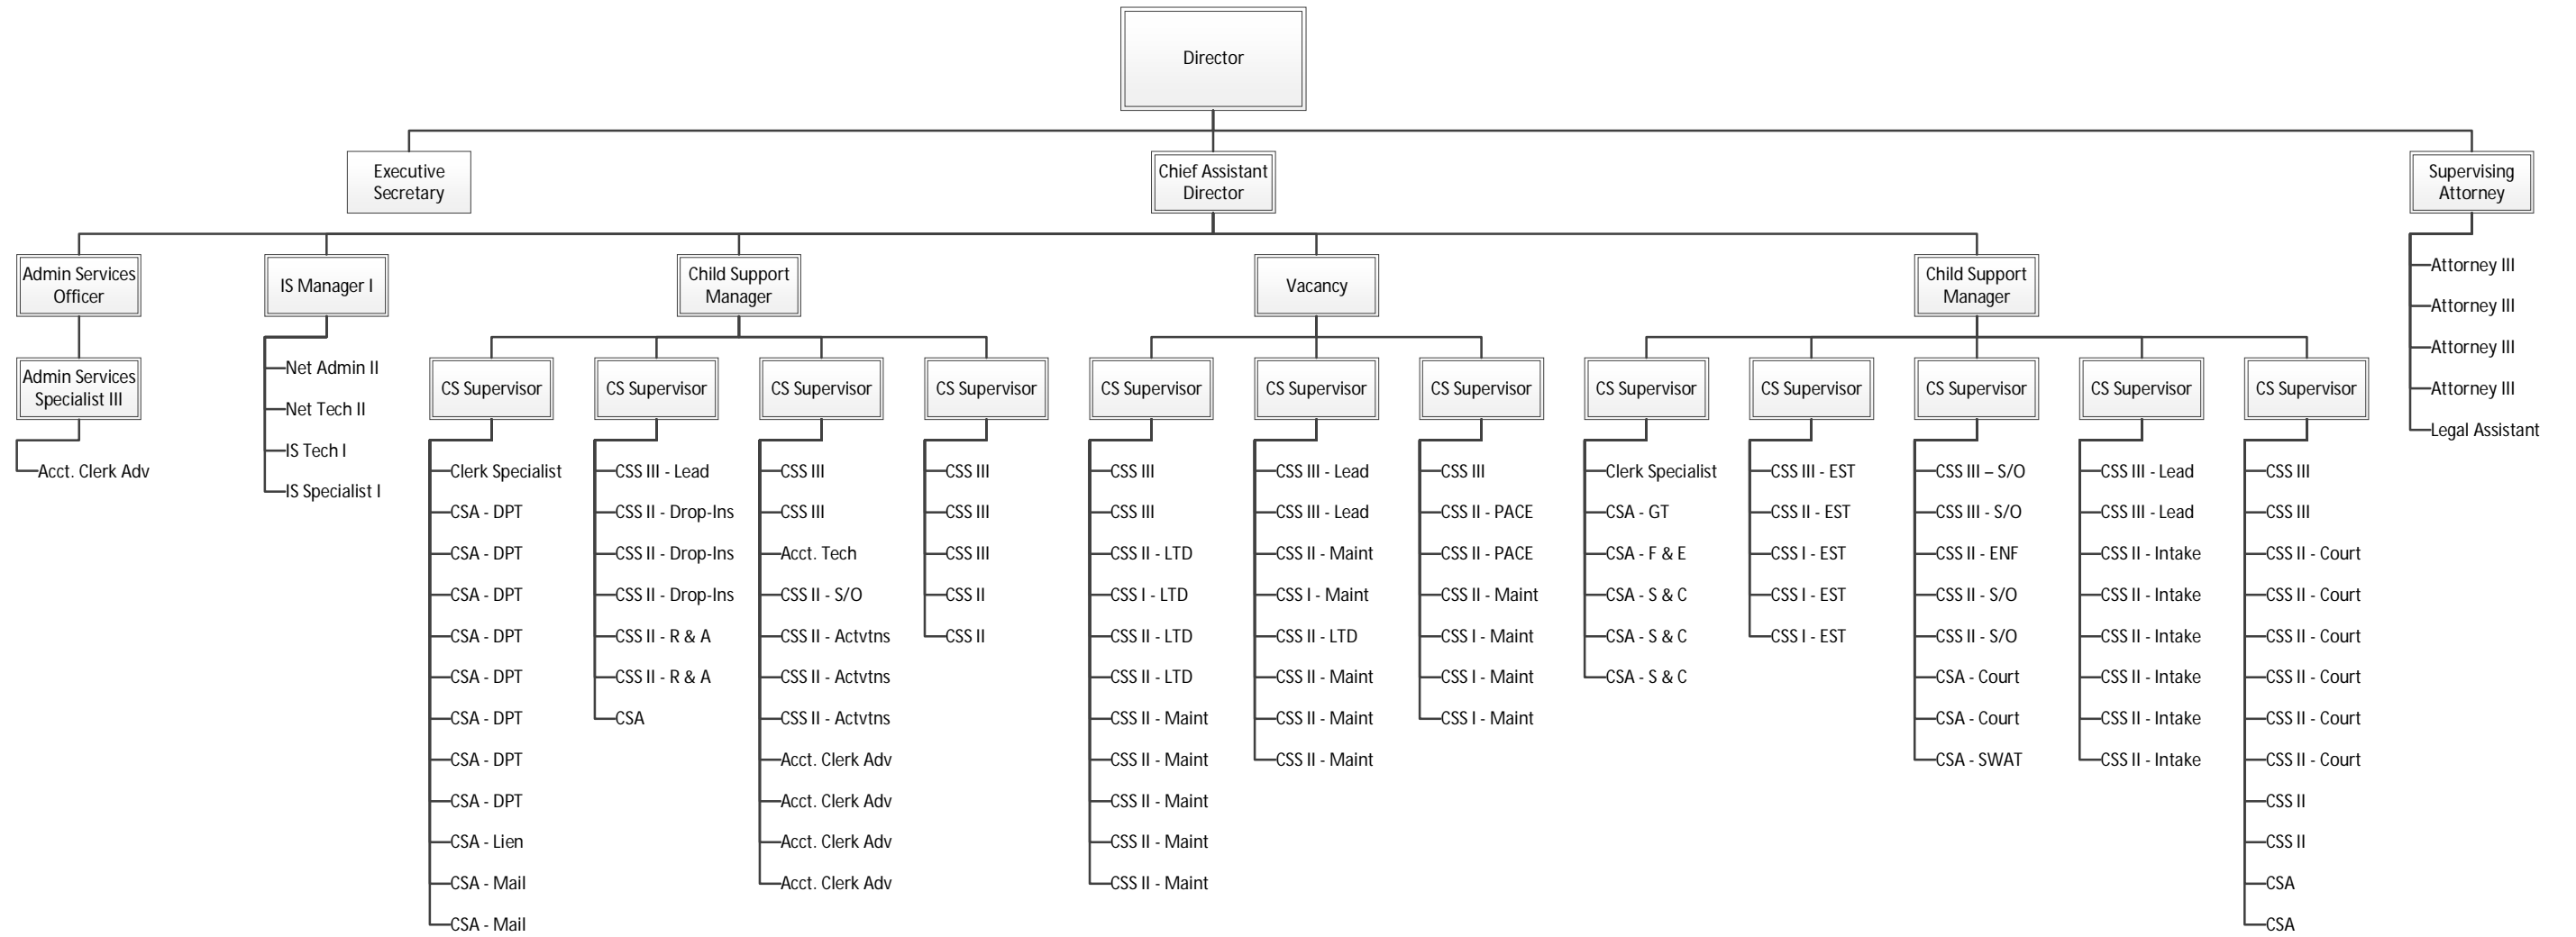 Director
Executive
Secretary
Chief Assistant
Director
Supervising
Attorney
Admin Services
Officer
IS Manager I
Child Support
Manager
Vacancy
Child Support
Manager
Attorney III
Attorney III
Attorney III
Attorney III
Legal Assistant
Admin Services
Specialist III
Acct. Clerk Adv
Net Admin II
Net Tech II
IS Tech I
IS Specialist I
CS Supervisor
Clerk Specialist
CSA - DPT
CSA - DPT
CSA - DPT
CSA - DPT
CSA - DPT
CSA - DPT
CSA - DPT
CSA - DPT
CSA - Lien
CSA - Mail
CSA - Mail
CS Supervisor
CSS III - Lead
CSS II - Drop-Ins
CSS II - Drop-Ins
CSS II - Drop-Ins
CSS II - R & A
CSS II - R & A
CSA
CS Supervisor
CSS III
CSS III
Acct. Tech
CSS II - S/O
CSS II - Actvtns
CSS II - Actvtns
CSS II - Actvtns
Acct. Clerk Adv
Acct. Clerk Adv
Acct. Clerk Adv
Acct. Clerk Adv
CS Supervisor
CSS III
CSS III
CSS III
CSS II
CSS II
CS Supervisor
CSS III
CSS III
CSS II - LTD
CSS I - LTD
CSS II - LTD
CSS II - LTD
CSS II - Maint
CSS II - Maint
CSS II - Maint
CSS II - Maint
CSS II - Maint
CS Supervisor
CSS III - Lead
CSS III - Lead
CSS II - Maint
CSS I - Maint
CSS II - LTD
CSS II - Maint
CSS II - Maint
CSS II - Maint
CS Supervisor
CSS III
CSS II - PACE
CSS II - PACE
CSS II - Maint
CSS I - Maint
CSS I - Maint
CSS I - Maint
CS Supervisor
Clerk Specialist
CSA - GT
CSA - F & E
CSA - S & C
CSA - S & C
CSA - S & C
CS Supervisor
CSS III - EST
CSS II - EST
CSS I - EST
CSS I - EST
CSS I - EST
CS Supervisor
CSS III – S/O
CSS III - S/O
CSS II - ENF
CSS II - S/O
CSS II - S/O
CSA - Court
CSA - Court
CSA - SWAT
CS Supervisor
CSS III - Lead
CSS III - Lead
CSS II - Intake
CSS II - Intake
CSS II - Intake
CSS II - Intake
CSS II - Intake
CSS II - Intake
CS Supervisor
CSS III
CSS III
CSS II - Court
CSS II - Court
CSS II - Court
CSS II - Court
CSS II - Court
CSS II - Court
CSS II
CSS II
CSA
CSA